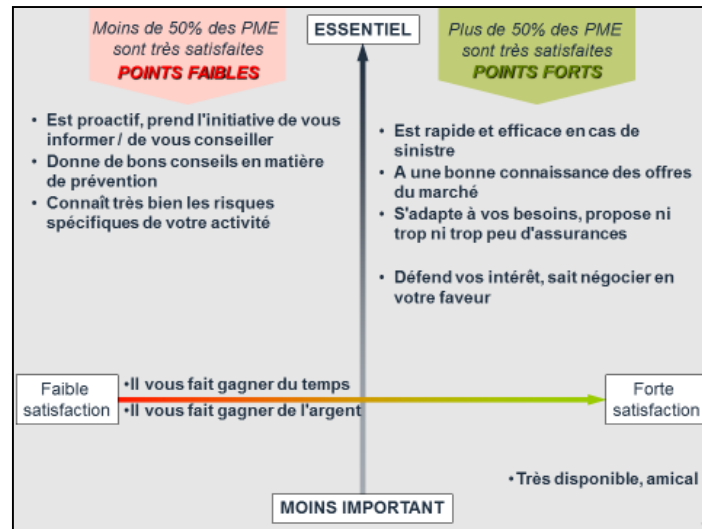 Moins de 50% des PME
sont très satisfaites
POINTS FAIBLES
ESSENTIEL
Plus de 50% des PME
sont très satisfaites
POINTS FORTS
• Est proactif, prend l'initiative de vous
informer / de vous conseiller
• Donne de bons conseils en matière
de prévention
• Connaît très bien les risques
spécifiques de votre activité
• Est rapide et efficace en cas de
sinistre
• A une bonne connaissance des offres
du marché
• S'adapte à vos besoins, propose ni
trop ni trop peu d'assurances
• Défend vos intérêt, sait négocier en
votre faveur
Faible
satisfaction
•Il vous fait gagner du temps
•Il vous fait gagner de l'argent
Forte
satisfaction
•Très disponible, amical
MOINS IMPORTANT